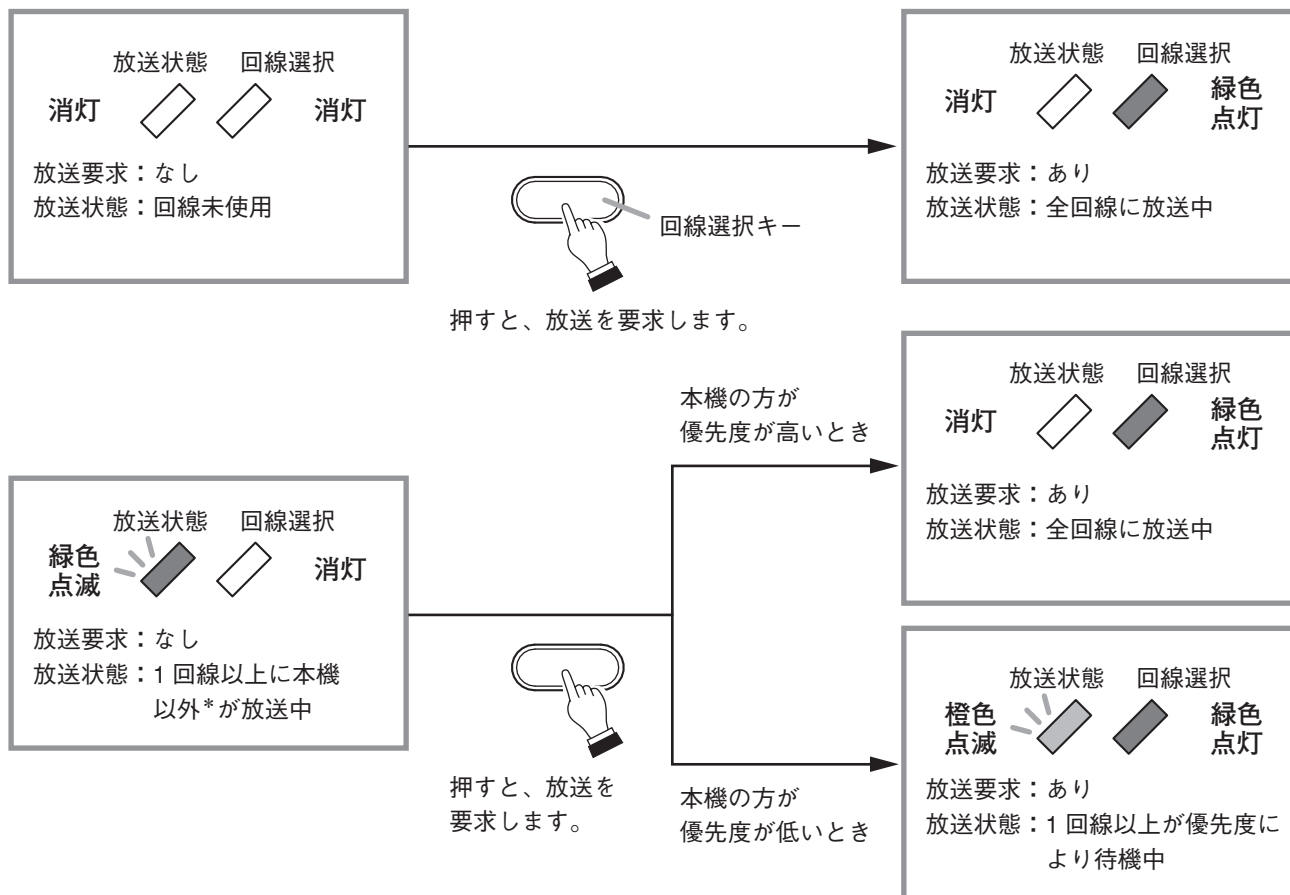 放送状態 回線選択
消灯 消灯
放送要求：なし
放送状態：回線未使用
回線選択キー
押すと、放送を要求します。
放送状態 回線選択
消灯 緑色
点灯
放送要求：あり
放送状態：全回線に放送中
放送状態 回線選択
緑色
点滅
消灯
放送要求：なし
放送状態：1 回線以上に本機
以外*が放送中
押すと、放送を
要求します。
本機の方が
優先度が高いとき
放送状態 回線選択
消灯 緑色
点灯
放送要求：あり
放送状態：全回線に放送中
本機の方が
優先度が低いとき
放送状態 回線選択
橙色
点滅
緑色
点灯
放送要求：あり
放送状態：1 回線以上が優先度に
より待機中